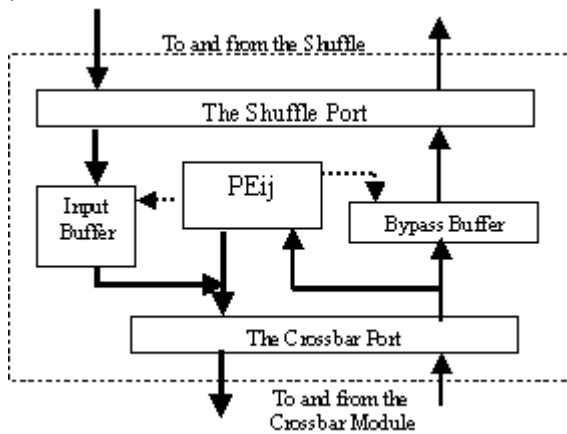 To and from the Shuffle
The Shuffle Port
PEij
Input
Buffer
Bypass Buffer
The Crossbar Port
To and from the
Crossbar Module